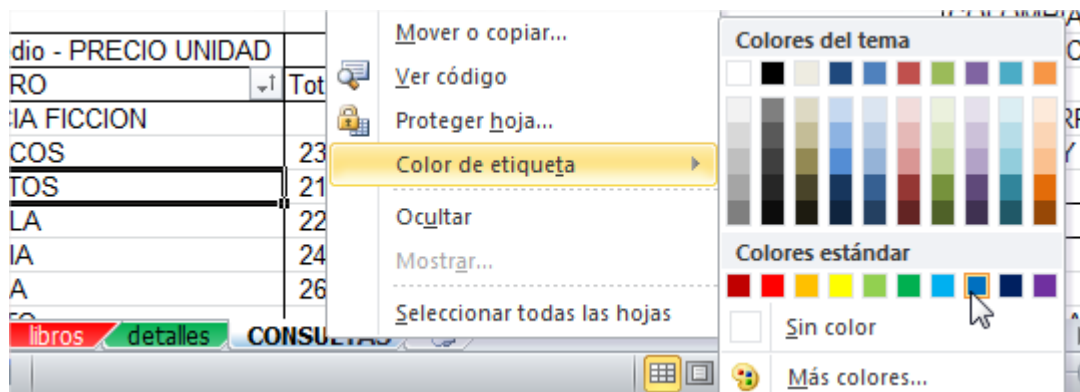 dio - PRECIO UNIDAD
RO Tot
IA FICCION
COS 23
TOS 21
LA 22
IA 24
A 26
libros detalles CONSULTAS
Mover o copiar...
Ver código
Proteger hoja...
Color de etiqueta
Ocultar
Mostrar...
Seleccionar todas las hojas
Colores del tema
Colores estándar
Sin color
Más colores...